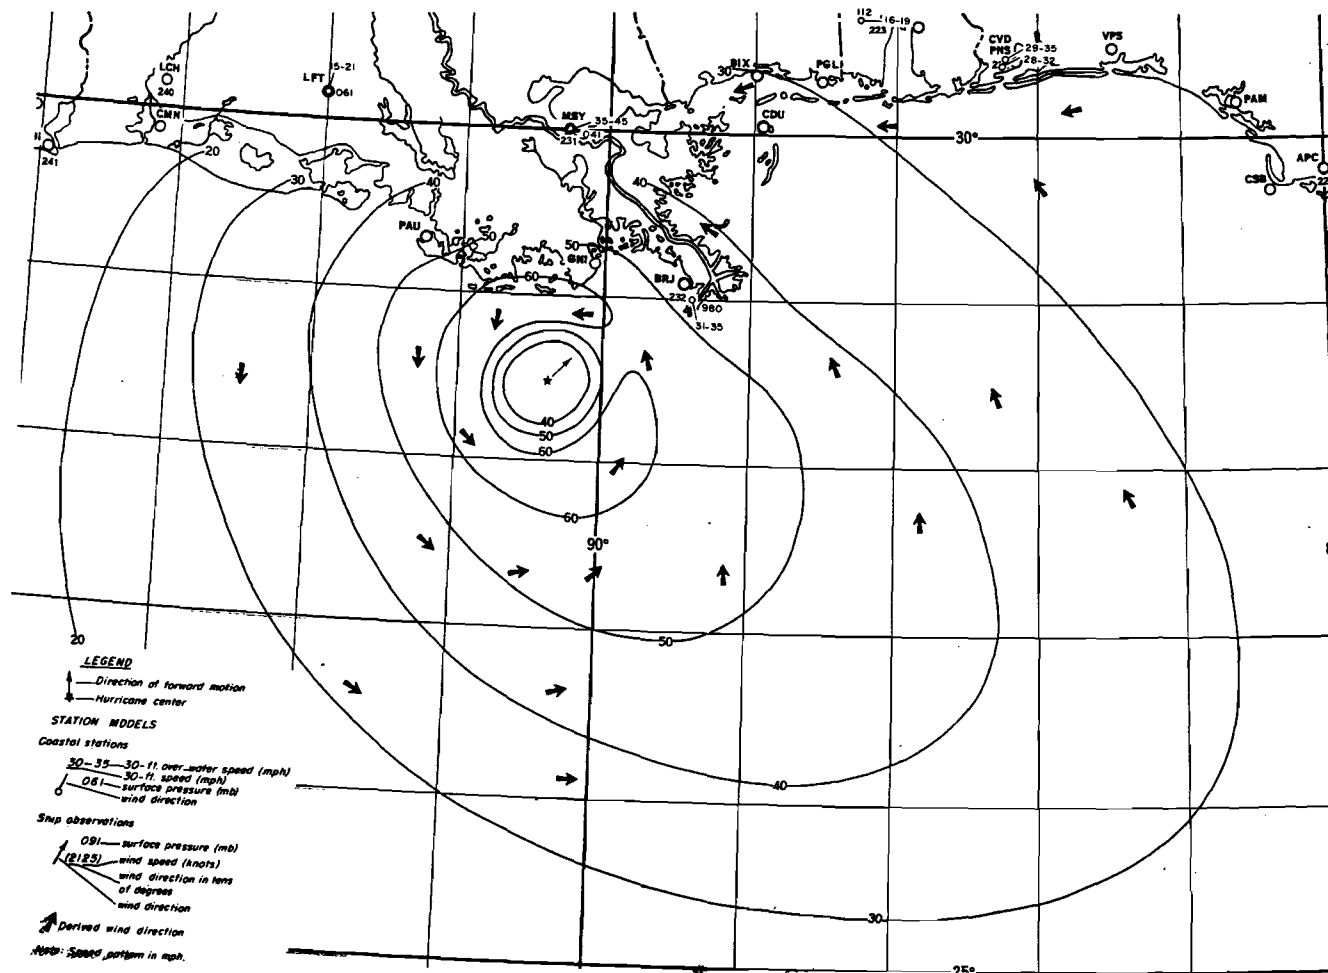 112
16-19
223
CVD
PNS
29-35
28-32
VPS
LCH
240
LFT
15-21
061
BIX
30
PGL
PAM
CMN
MSY
35-45
041
231
CDU
30°
241
20
30
40
40
APC
CSB
PAU
50
50
GNI
60
BRJ
232
980
31-35
40
50
60
60
90°
50
20
40
30
25°
LEGEND
Direction of forward motion
Hurricane center
STATION MODELS
Coastal stations
30-35 30-ft. over-water speed (mph)
30-ft. speed (mph)
061 surface pressure (mb)
wind direction
Ship observations
091 surface pressure (mb)
(2125) wind speed (knots)
wind direction in tens
of degrees
wind direction
Derived wind direction
Note: Speed pattern in mph.